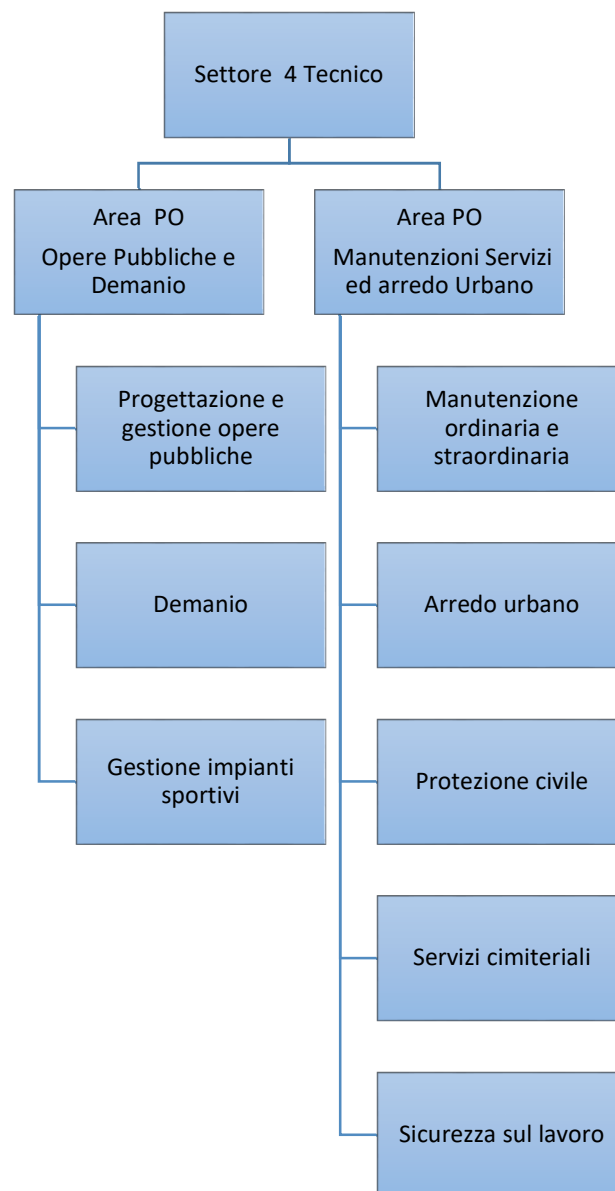 Settore 4 Tecnico
Area PO
Opere Pubbliche e
Demanio
Area PO
Manutenzioni Servizi
ed arredo Urbano
Progettazione e
gestione opere
pubbliche
Demanio
Gestione impianti
sportivi
Manutenzione
ordinaria e
straordinaria
Arredo urbano
Protezione civile
Servizi cimiteriali
Sicurezza sul lavoro